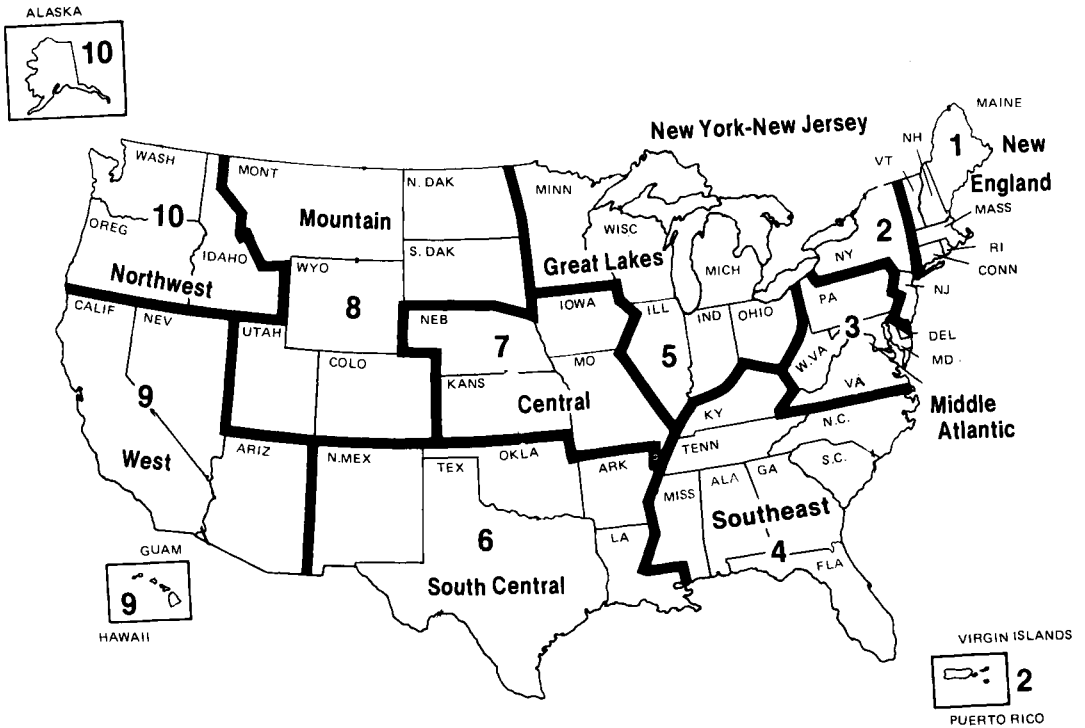 ALASKA
10
MAINE
New York-New Jersey
NH
1
New
England
VT
WASH
MONT
N. DAK
MINN
10
OREG
Mountain
MASS
WISC
2
NY
RI
IDAHO
S. DAK
Great Lakes
MICH
CONN
Northwest
WYO
NJ
CALIF
NEV
8
IOWA
ILL
IND
OHIO
PA
NEB
3
UTAH
DEL
7
MO
5
W.VA
MD.
COLO
KANS
VA
9
Central
KY
Middle
Atlantic
N.C.
West
ARIZ
N.MEX
TEX
OKLA
ARK
TENN
S.C.
MISS
ALA
GA
Southeast
6
LA
4
GUAM
South Central
FLA
9
HAWAII
VIRGIN ISLANDS
2
PUERTO RICO